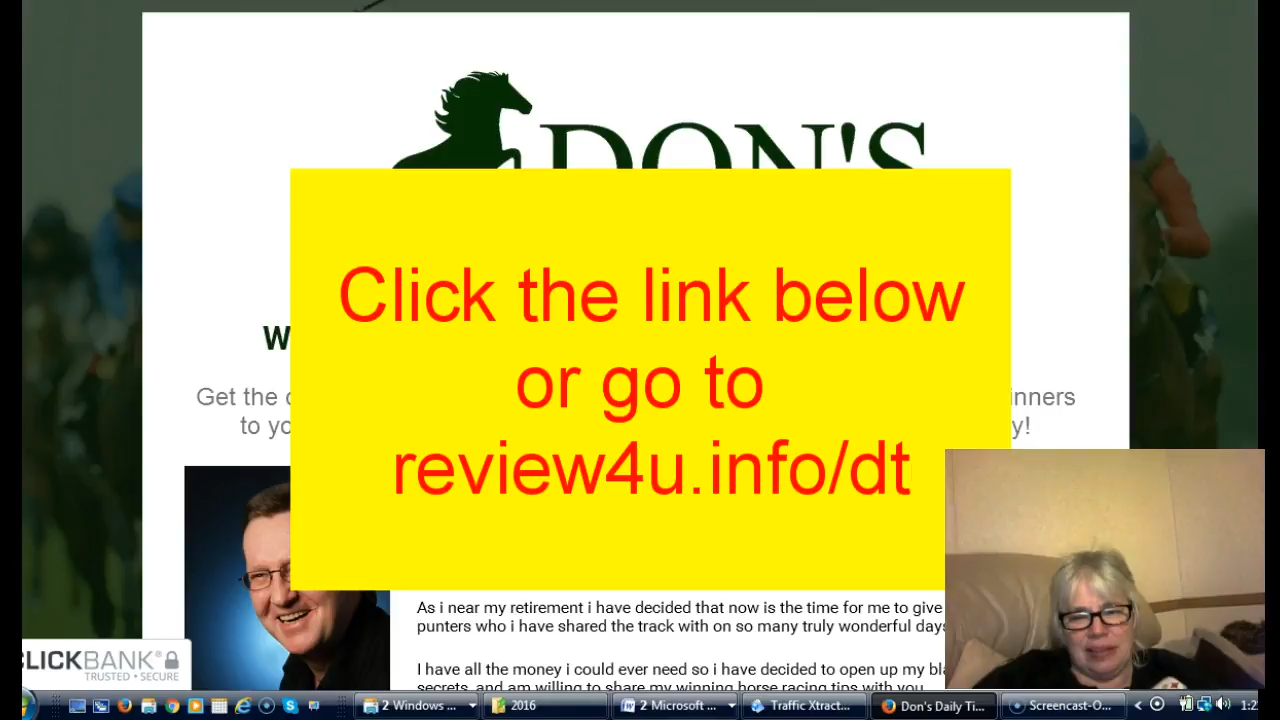 DON'S
Click the link below
or go to
review4u.info/dt
W
Get the
inners
to yo
y!
As i near my retirement i have decided that now is the time for me to give
punters who i have shared the track with on so many truly wonderful days
I have all the money i could ever need so i have decided to open up my bla
secrets, and am willing to share my winning horse racing tips with you
CLICKBANK®
TRUSTED • SECURE
2 Windows ...
2016
2 Microsoft ...
Traffic Xtract...
Don's Daily Ti...
Screencast-O...
1:2